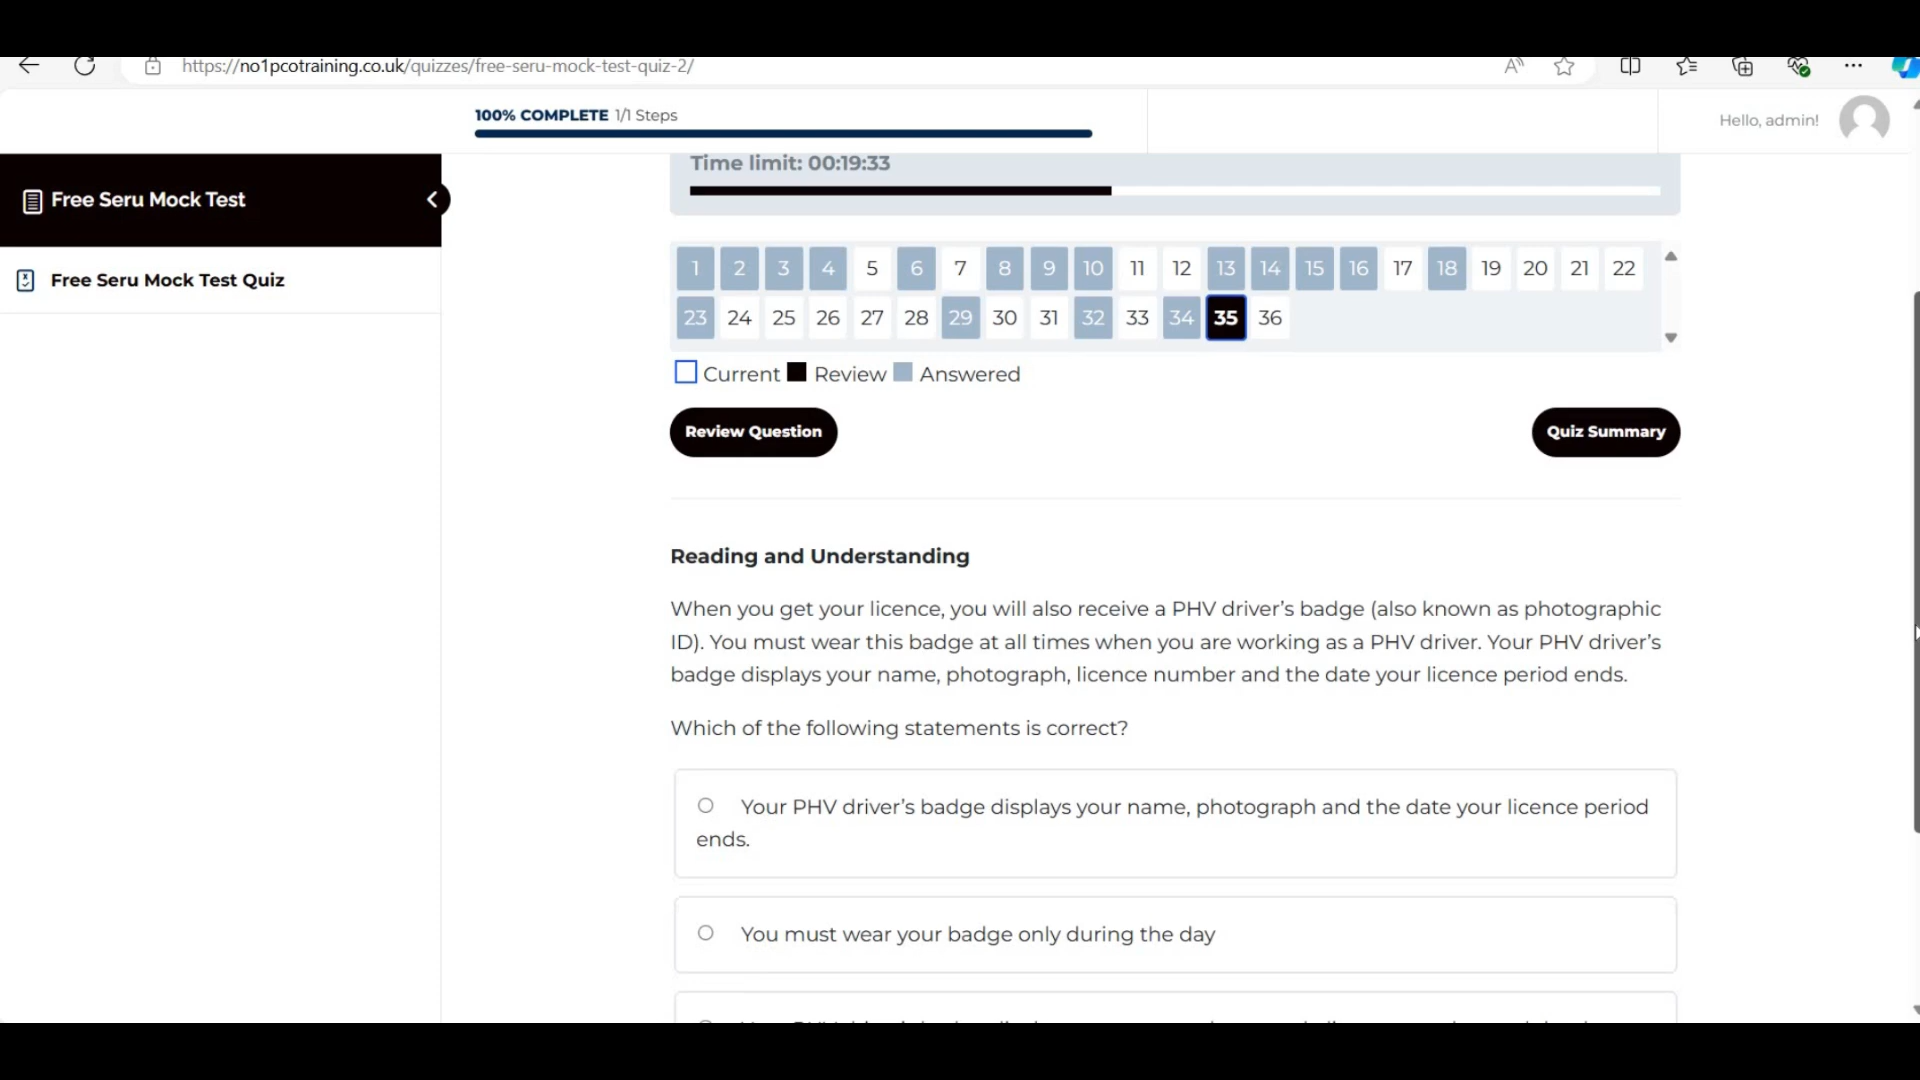 https://no1pcotraining.co.uk/quizzes/free-seru-mock-test-quiz-2/
100% COMPLETE 1/1 Steps
Hello, admin!
Free Seru Mock Test
Free Seru Mock Test Quiz
Time limit: 00:19:33
1 2 3 4 5 6 7 8 9 10 11 12 13 14 15 16 17 18 19 20 21 22
23 24 25 26 27 28 29 30 31 32 33 34 35 36
Current Review Answered
Review Question
Quiz Summary
Reading and Understanding
When you get your licence, you will also receive a PHV driver’s badge (also known as photographic
ID). You must wear this badge at all times when you are working as a PHV driver. Your PHV driver’s
badge displays your name, photograph, licence number and the date your licence period ends.
Which of the following statements is correct?
Your PHV driver’s badge displays your name, photograph and the date your licence period
ends.
You must wear your badge only during the day